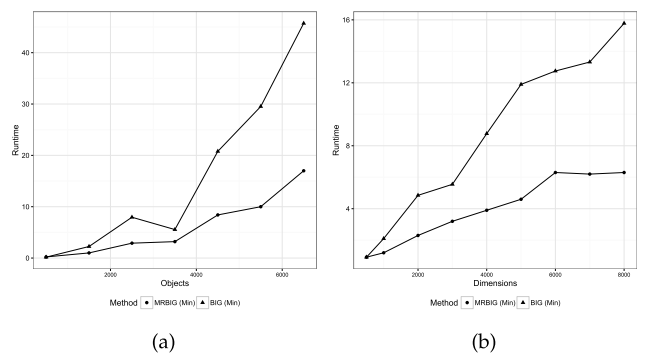 40
30
20
10
0
Runtime
2000 4000 6000
Objects
Method MRBIG (Min) BIG (Min)
(a)
16
12
8
4
Runtime
2000 4000 6000 8000
Dimensions
Method MRBIG (Min) BIG (Min)
(b)